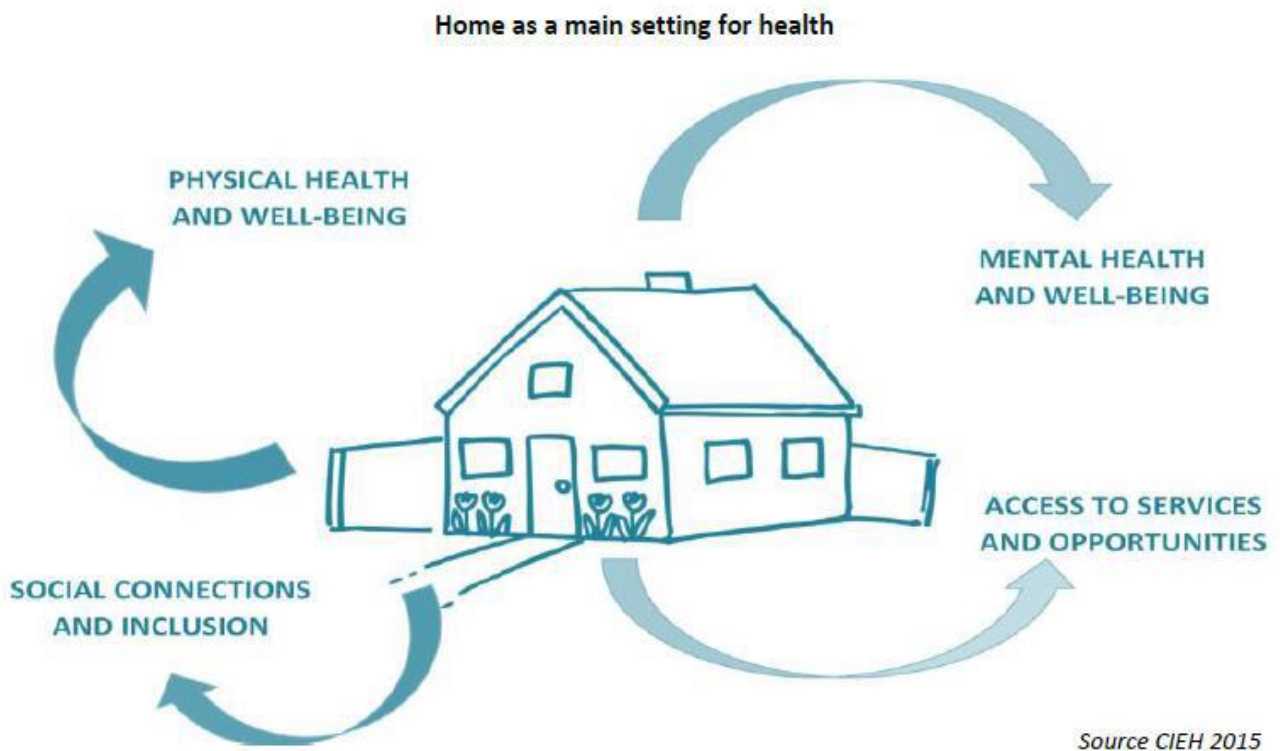 Home as a main setting for health
PHYSICAL HEALTH
AND WELL-BEING
MENTAL HEALTH
AND WELL-BEING
ACCESS TO SERVICES
AND OPPORTUNITIES
SOCIAL CONNECTIONS
AND INCLUSION
Source CIEH 2015